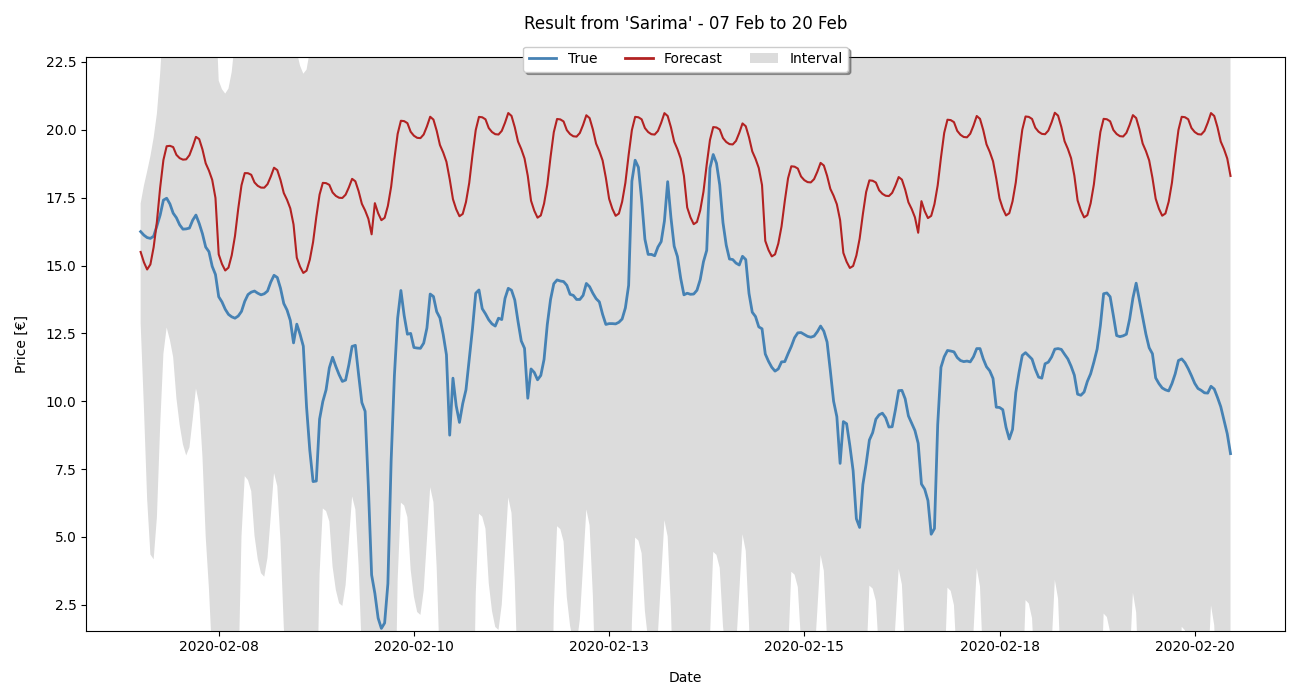 Result from 'Sarima' - 07 Feb to 20 Feb
True Forecast Interval
22.5
20.0
17.5
15.0
12.5
10.0
7.5
5.0
2.5
Price [€]
2020-02-08 2020-02-10 2020-02-13 2020-02-15 2020-02-18 2020-02-20
Date